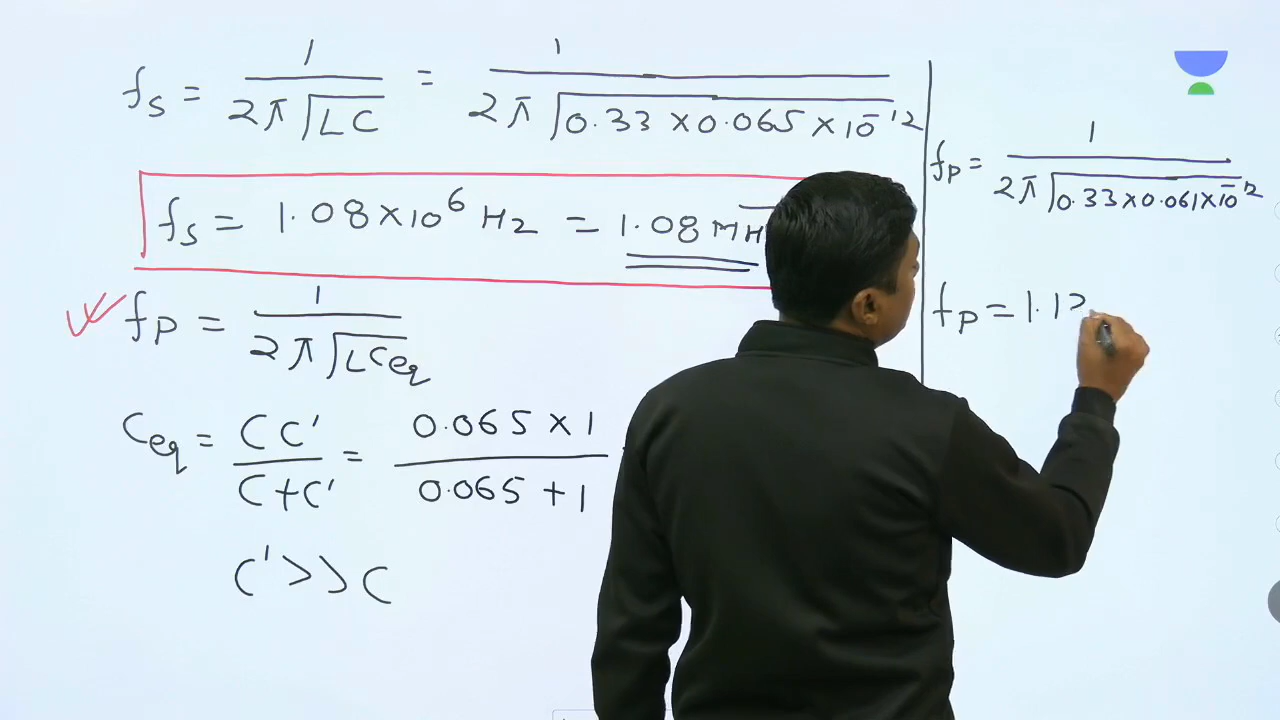 fs = 1 / 2π√LC = 1 / 2π√0.33 × 0.065 × 10⁻¹²
fs = 1.08 × 10⁶ Hz = 1.08 MH
fp = 1 / 2π√LCeq
Ceq = CC' / C + C' = 0.065 × 1 / 0.065 + 1
C' >> C
fp = 1 / 2π√0.33 × 0.061 × 10⁻¹²
fp = 1.12